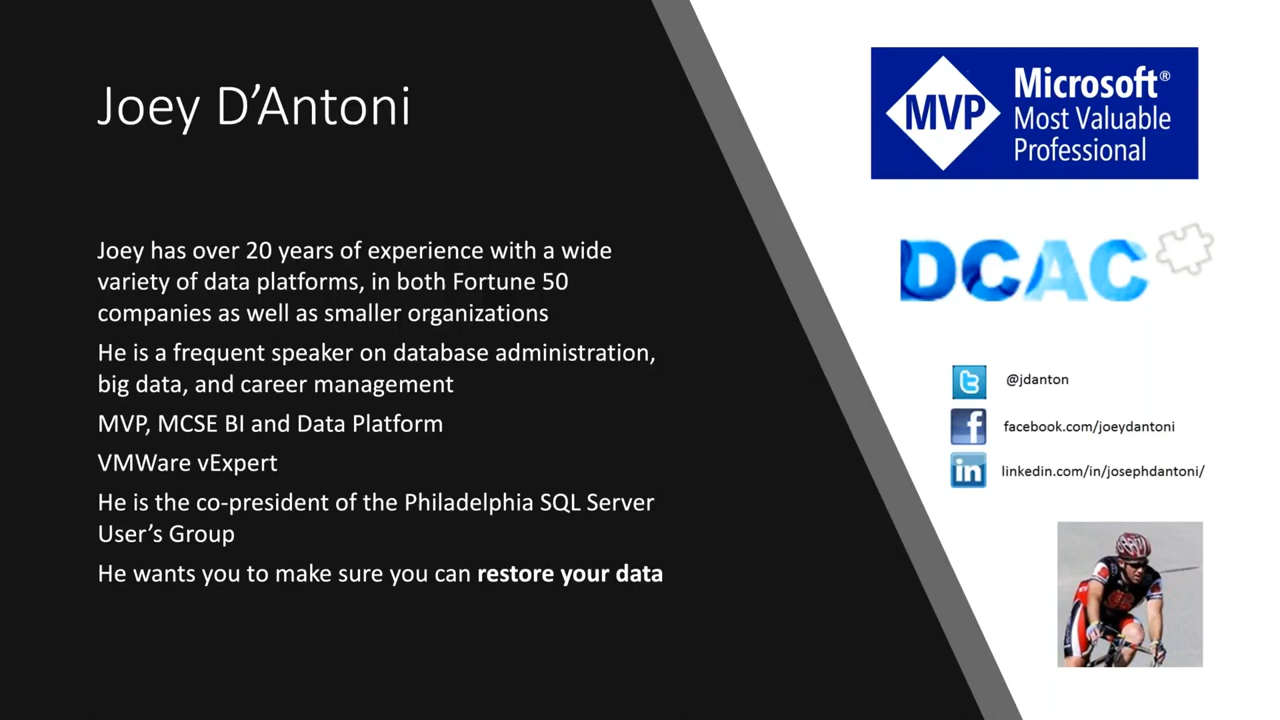 Joey D’Antoni
Joey has over 20 years of experience with a wide
variety of data platforms, in both Fortune 50
companies as well as smaller organizations
He is a frequent speaker on database administration,
big data, and career management
MVP, MCSE BI and Data Platform
VMWare vExpert
He is the co-president of the Philadelphia SQL Server
User’s Group
He wants you to make sure you can restore your data
MVP
Microsoft®
Most Valuable
Professional
DCAC
@jdanton
facebook.com/joeydantoni
linkedin.com/in/josephdantoni/